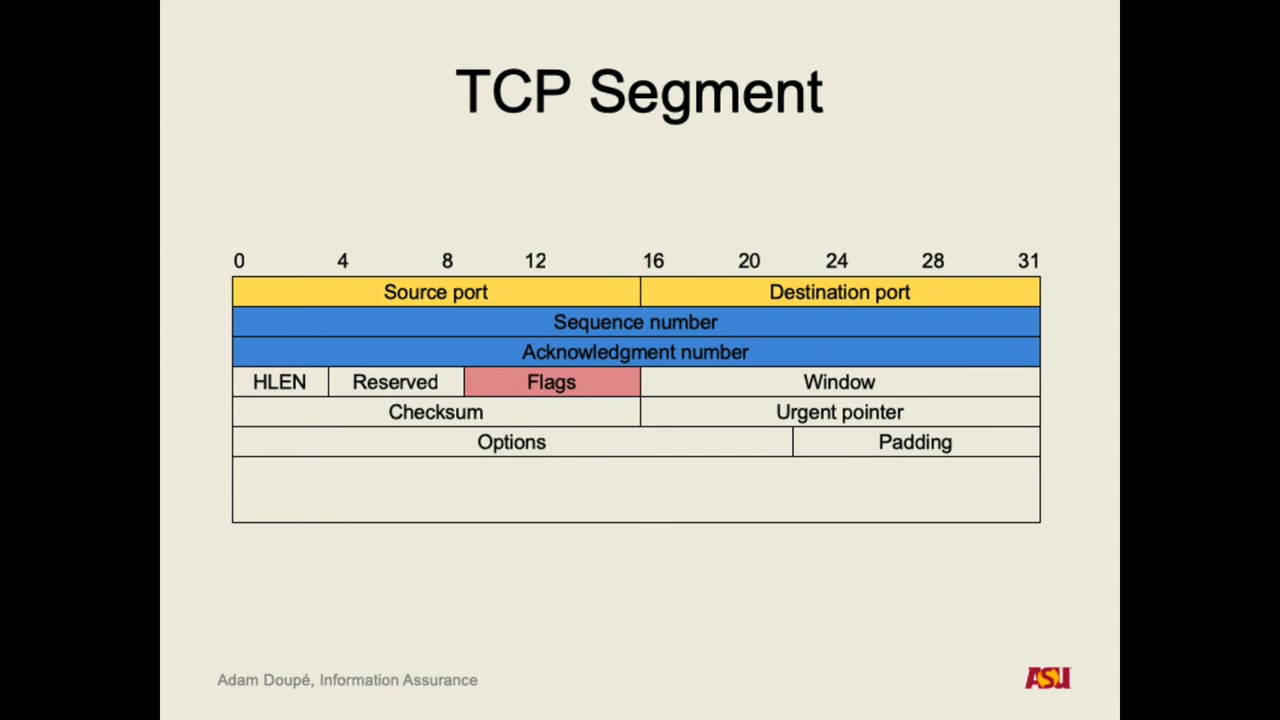 TCP Segment
0 4 8 12 16 20 24 28 31
Source port Destination port
Sequence number
Acknowledgment number
HLEN Reserved Flags Window
Checksum Urgent pointer
Options Padding
Adam Doupé, Information Assurance ASU